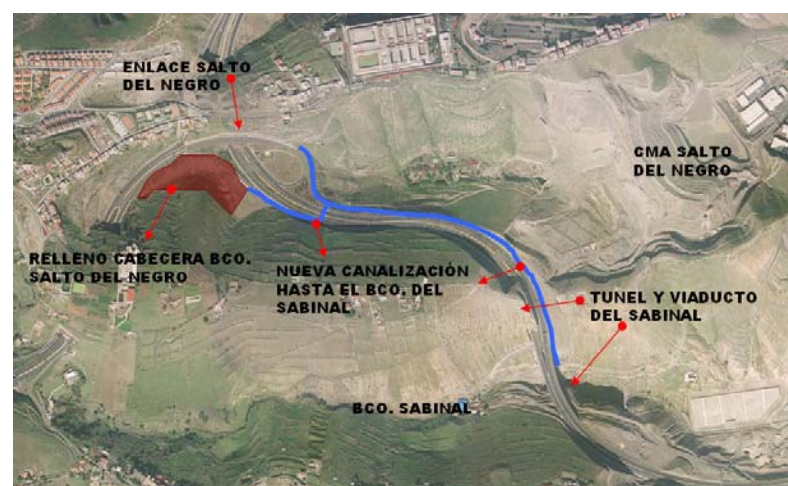 ENLACE SALTO
DEL NEGRO
CMA SALTO
DEL NEGRO
RELLENO CABECERA BCO.
SALTO DEL NEGRO
NUEVA CANALIZACIÓN
HASTA EL BCO. DEL
SABINAL
TUNEL Y VIADUCTO
DEL SABINAL
BCO. SABINAL